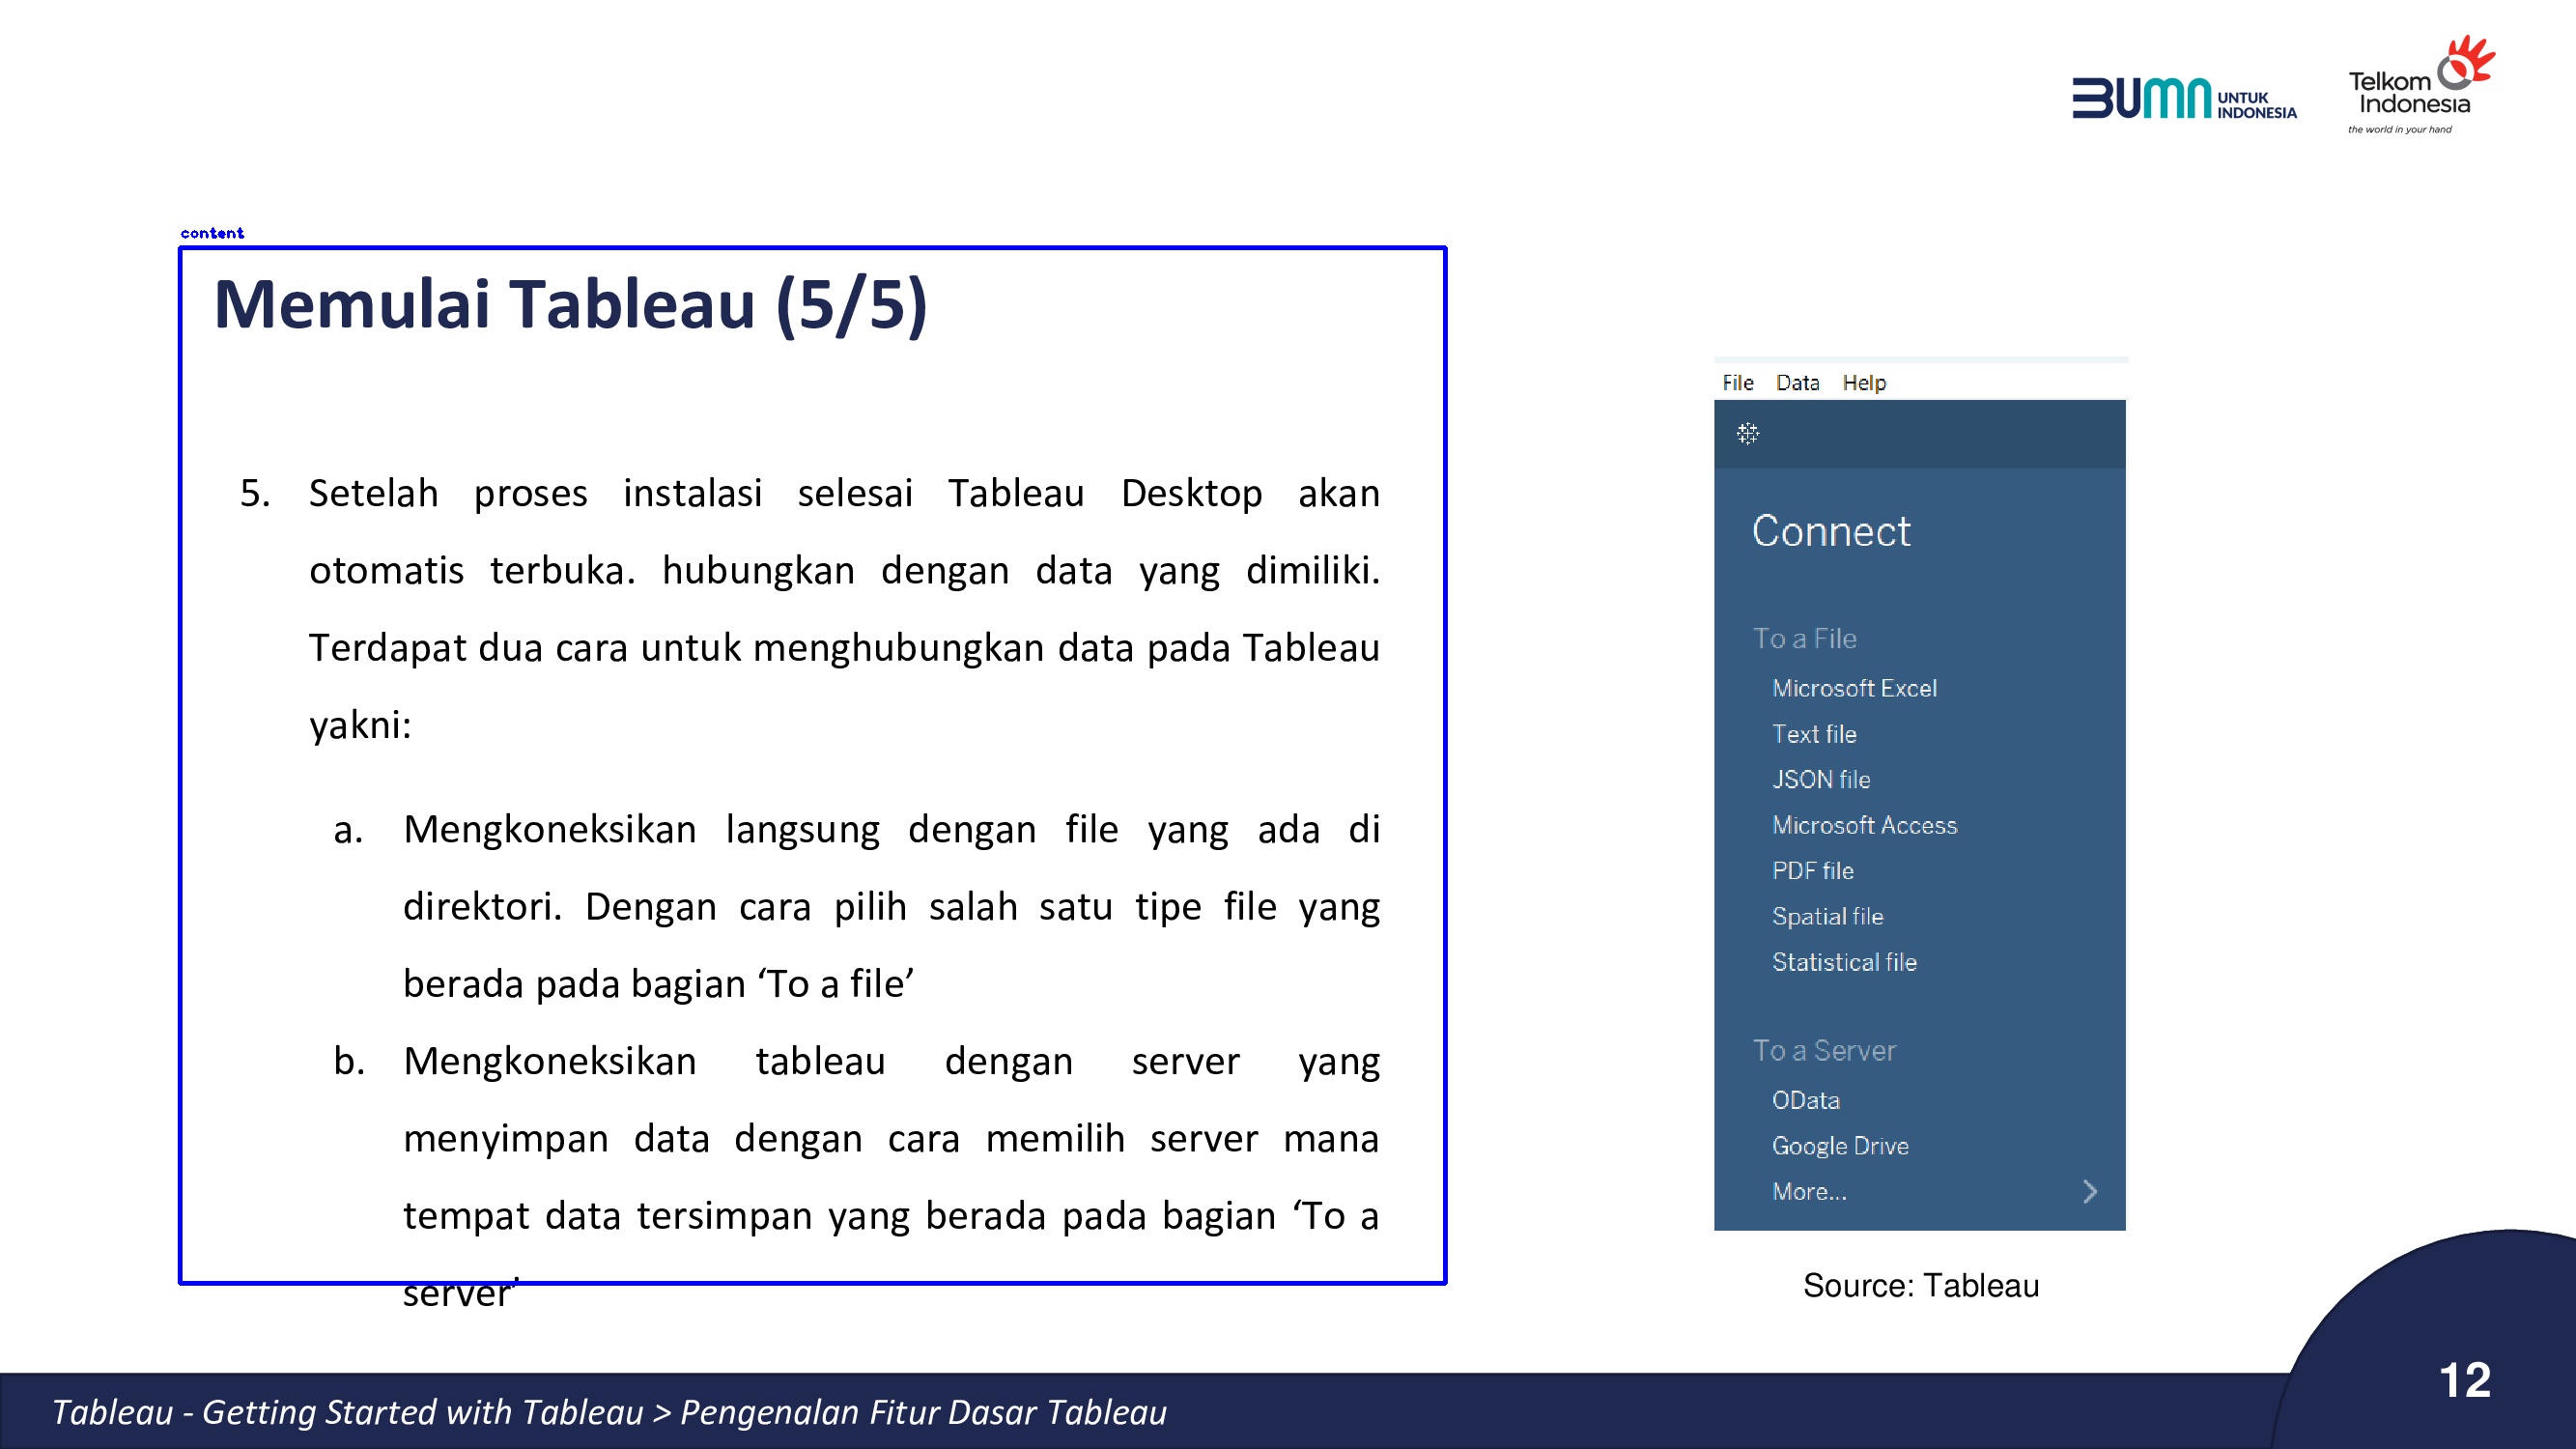 BUMN UNTUK
INDONESIA
Telkom
Indonesia
the world in your hand
content
Memulai Tableau (5/5)
5. Setelah proses instalasi selesai Tableau Desktop akan
otomatis terbuka. hubungkan dengan data yang dimiliki.
Terdapat dua cara untuk menghubungkan data pada Tableau
yakni:
a. Mengkoneksikan langsung dengan file yang ada di
direktori. Dengan cara pilih salah satu tipe file yang
berada pada bagian ‘To a file’
b. Mengkoneksikan tableau dengan server yang
menyimpan data dengan cara memilih server mana
tempat data tersimpan yang berada pada bagian ‘To a
server’
File Data Help
Connect
To a File
Microsoft Excel
Text file
JSON file
Microsoft Access
PDF file
Spatial file
Statistical file
To a Server
OData
Google Drive
More...
Source: Tableau
Tableau - Getting Started with Tableau > Pengenalan Fitur Dasar Tableau
12